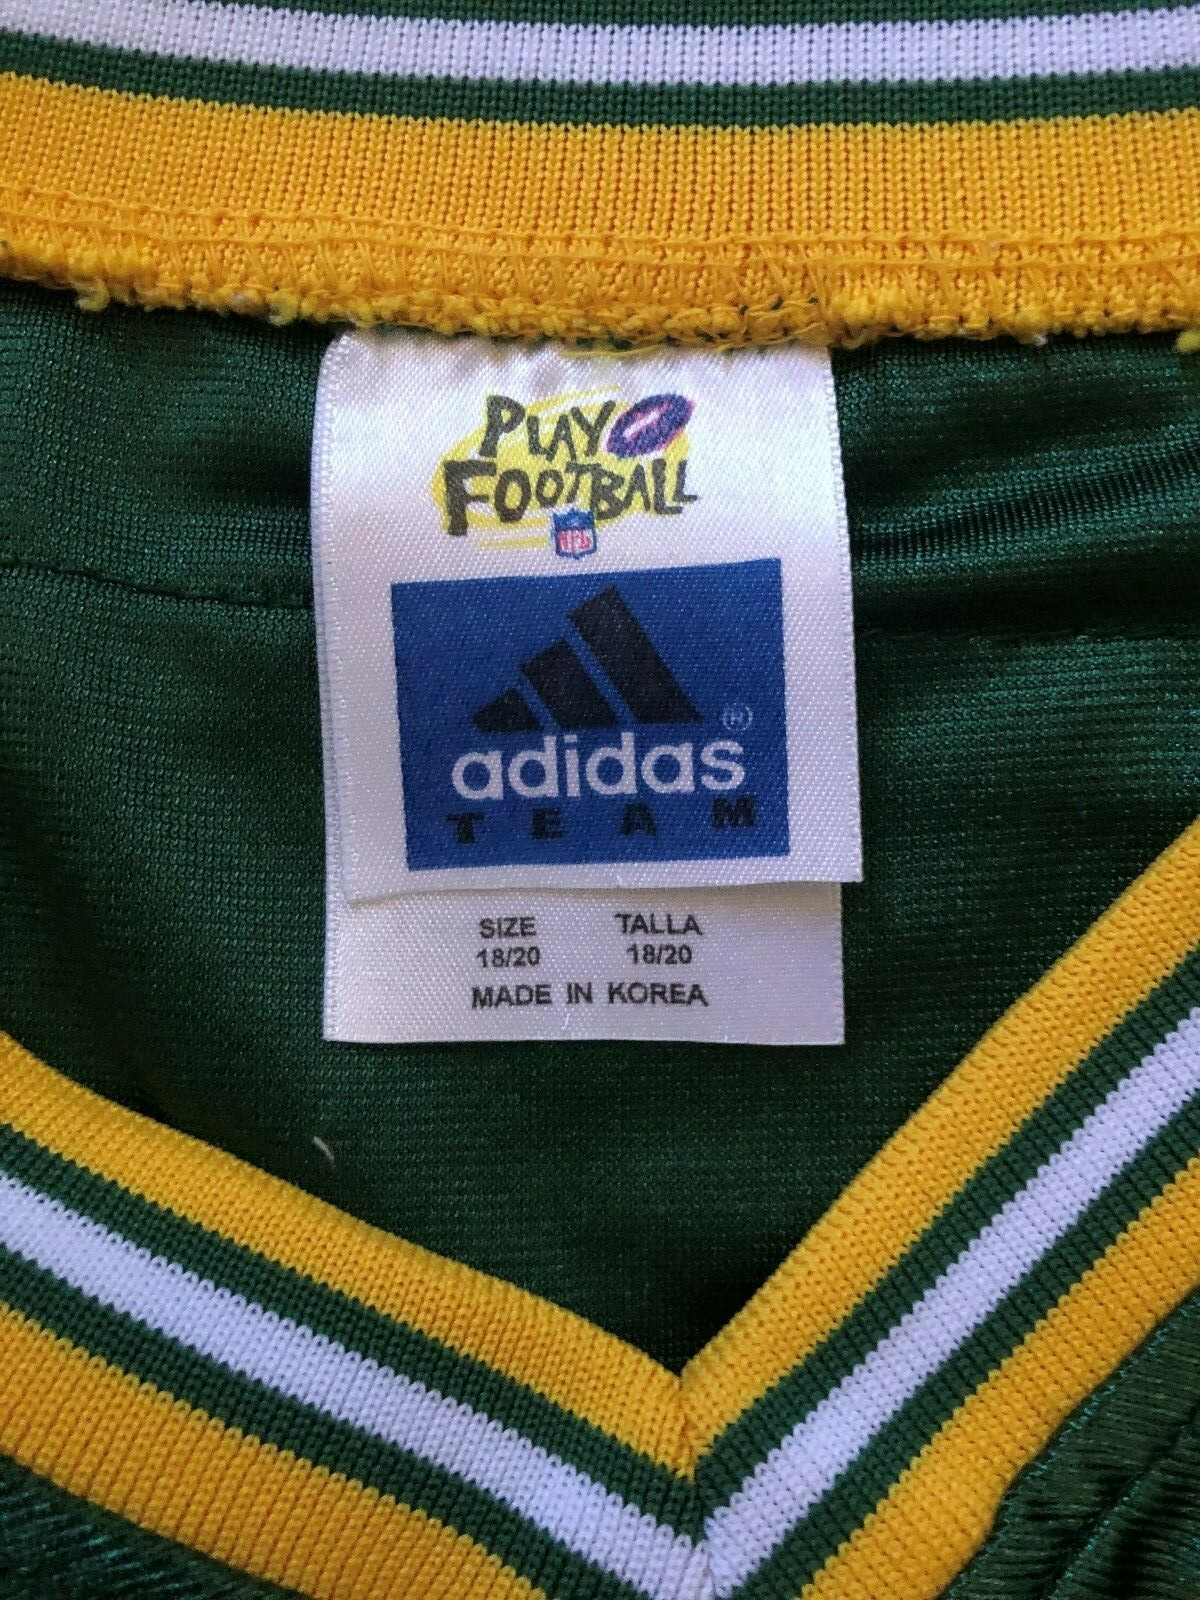 PLAY
FOOTBALL
NFL
adidas ®
TEAM
SIZE TALLA
18/20 18/20
MADE IN KOREA